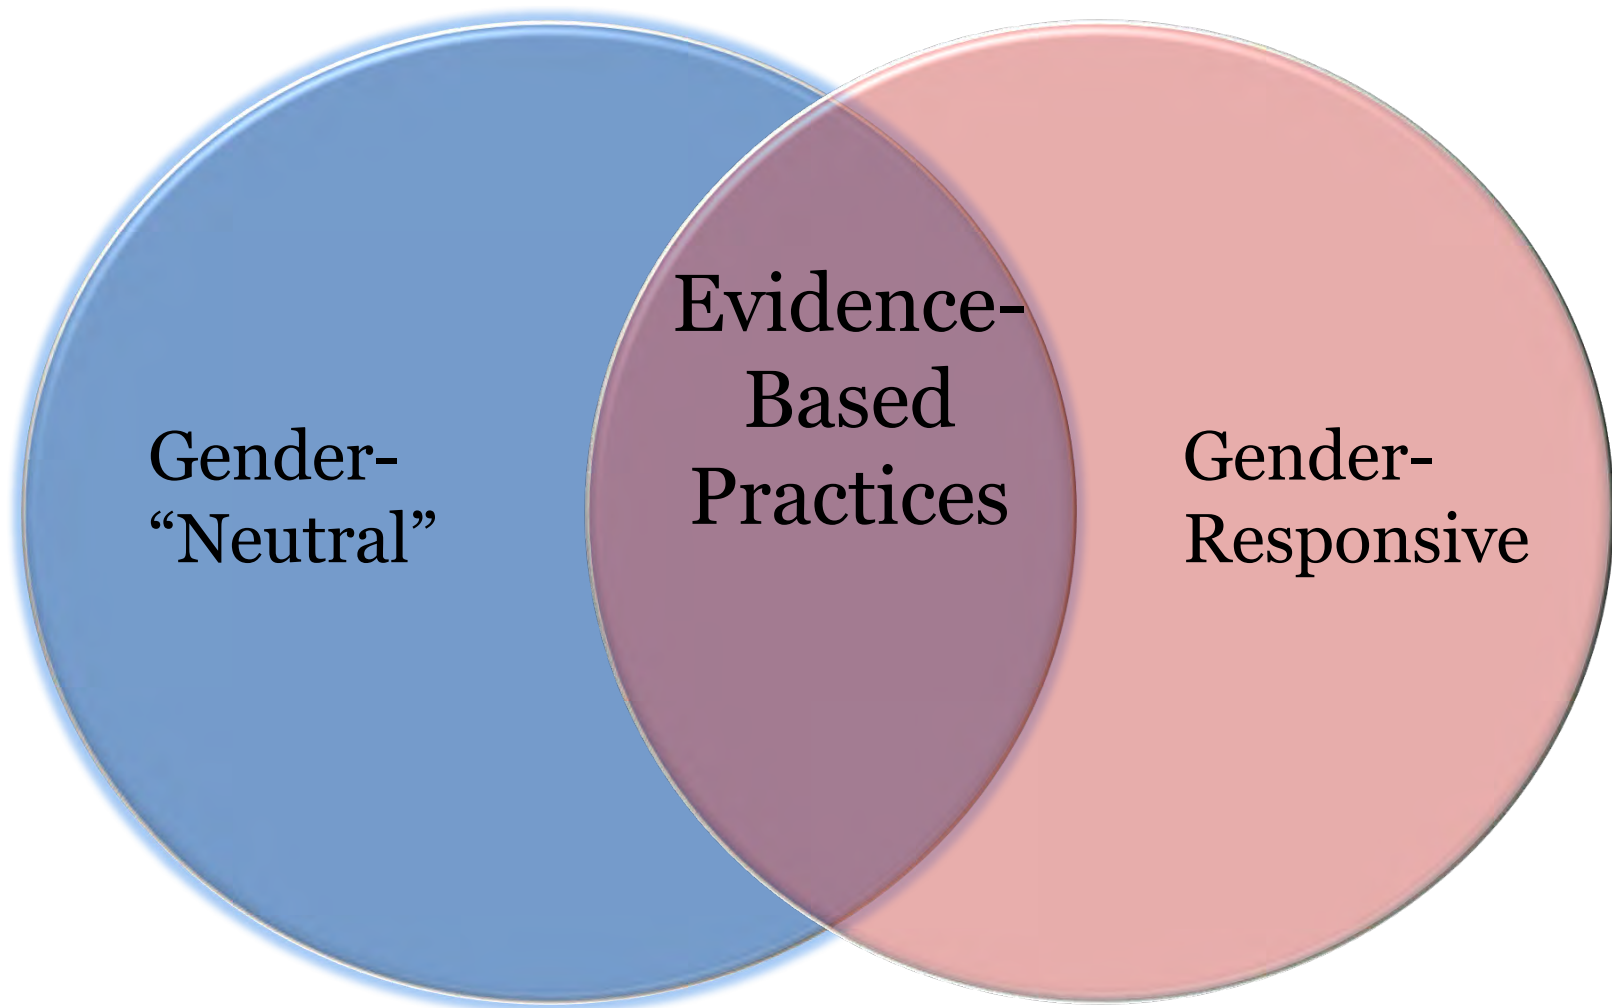 Gender-
“Neutral”
Evidence-
Based
Practices
Gender-
Responsive